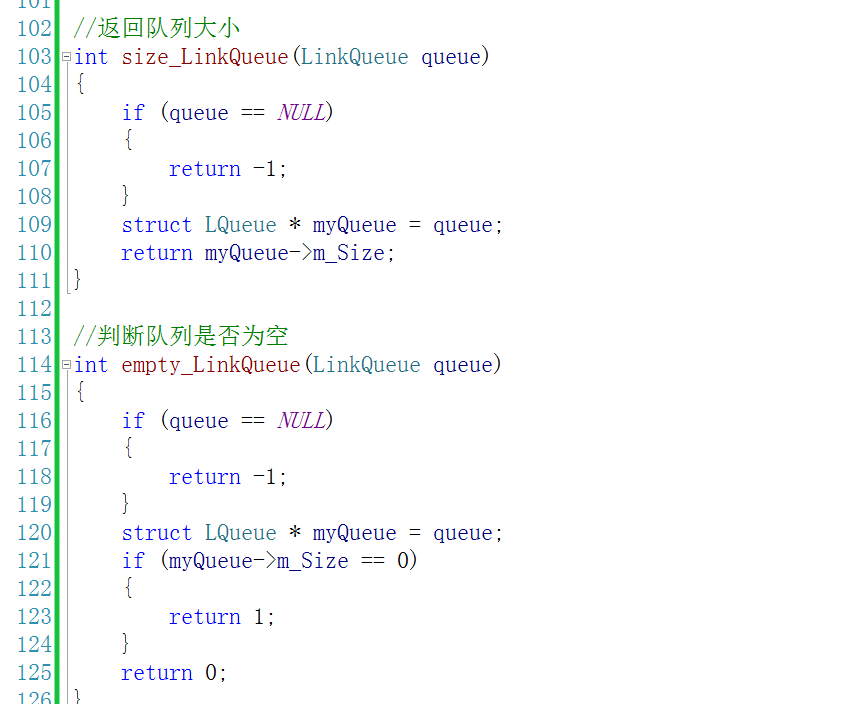 101
102 //返回队列大小
103 int size_LinkQueue(LinkQueue queue)
104 {
105 if (queue == NULL)
106 {
107 return -1;
108 }
109 struct LQueue * myQueue = queue;
110 return myQueue->m_Size;
111 }
112
113 //判断队列是否为空
114 int empty_LinkQueue(LinkQueue queue)
115 {
116 if (queue == NULL)
117 {
118 return -1;
119 }
120 struct LQueue * myQueue = queue;
121 if (myQueue->m_Size == 0)
122 {
123 return 1;
124 }
125 return 0;
126 }